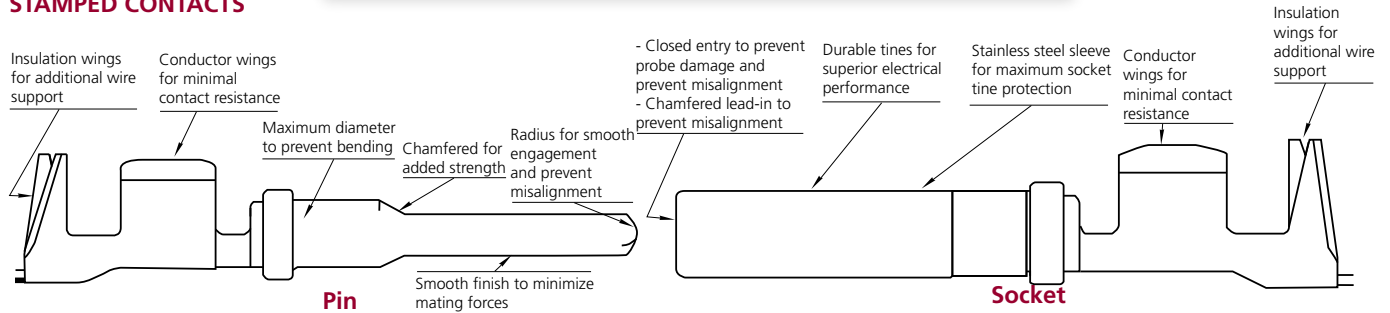 STAMPED CONTACTS
Insulation wings
for additional wire
support
Conductor wings
for minimal
contact resistance
Maximum diameter
to prevent bending
Chamfered for
added strength
Radius for smooth
engagement
and prevent
misalignment
Smooth finish to minimize
mating forces
Pin
- Closed entry to prevent
probe damage and
prevent misalignment
- Chamfered lead-in to
prevent misalignment
Durable tines for
superior electrical
performance
Stainless steel sleeve
for maximum socket
tine protection
Conductor
wings for
minimal contact
resistance
Insulation
wings for
additional wire
support
Socket